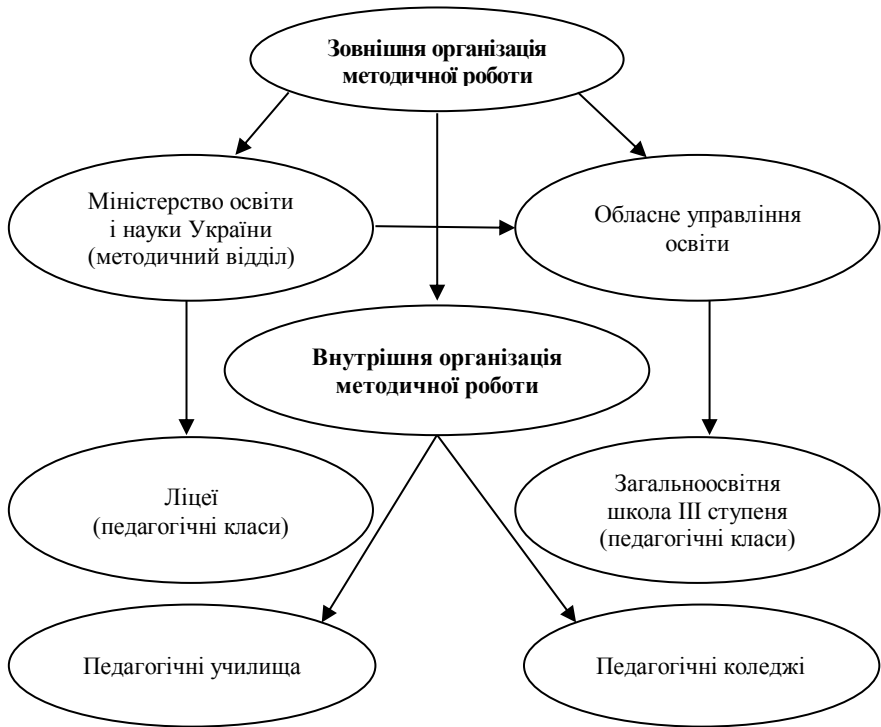 Зовнішня організація
методичної роботи
Міністерство освіти
і науки України
(методичний відділ)
Обласне управління
освіти
Внутрішня організація
методичної роботи
Ліцеї
(педагогічні класи)
Загальноосвітня
школа ІІІ ступеня
(педагогічні класи)
Педагогічні училища
Педагогічні коледжі